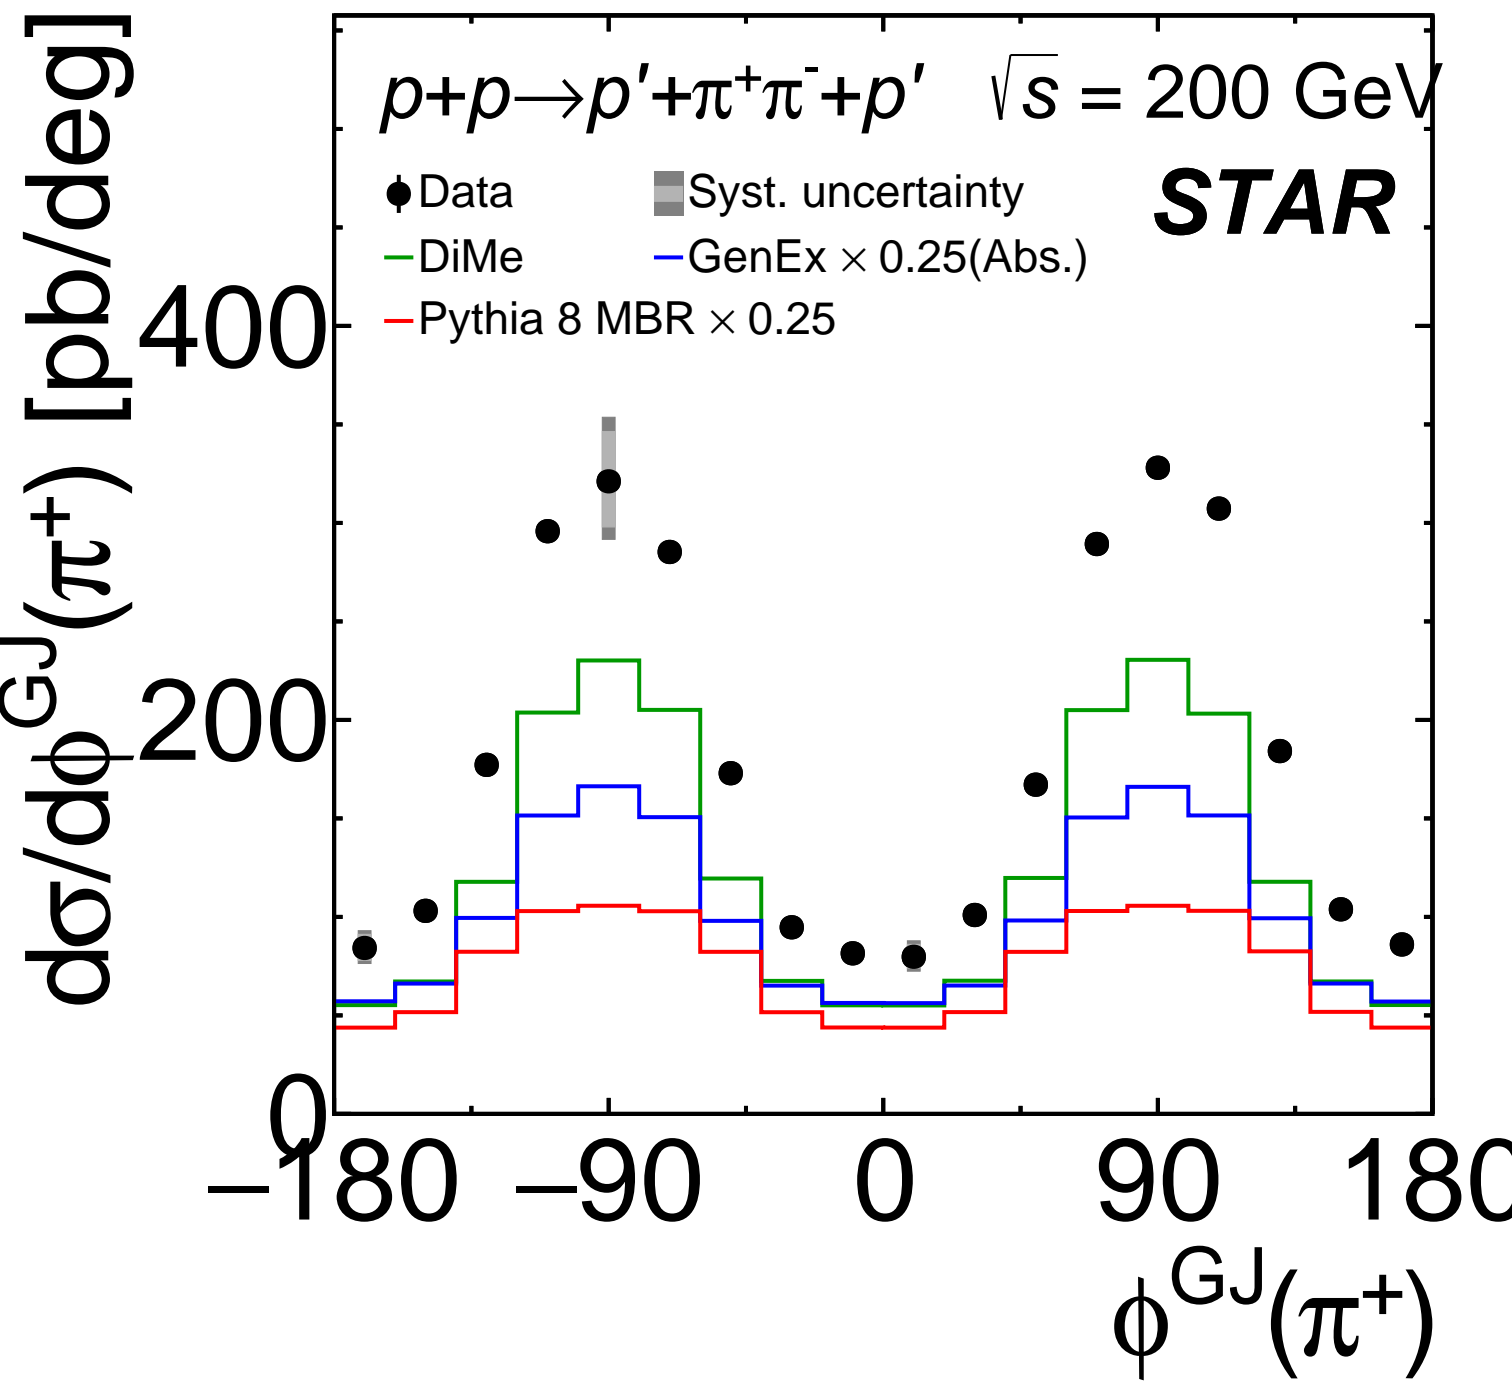 p+p→p′+π⁺π⁻+p′ √s = 200 GeV
Data Syst. uncertainty
STAR
DiMe GenEx × 0.25(Abs.)
Pythia 8 MBR × 0.25
dσ/dϕ^GJ(π⁺) [pb/deg]
400
200
0
−180 −90 0 90 180
ϕ^GJ(π⁺)